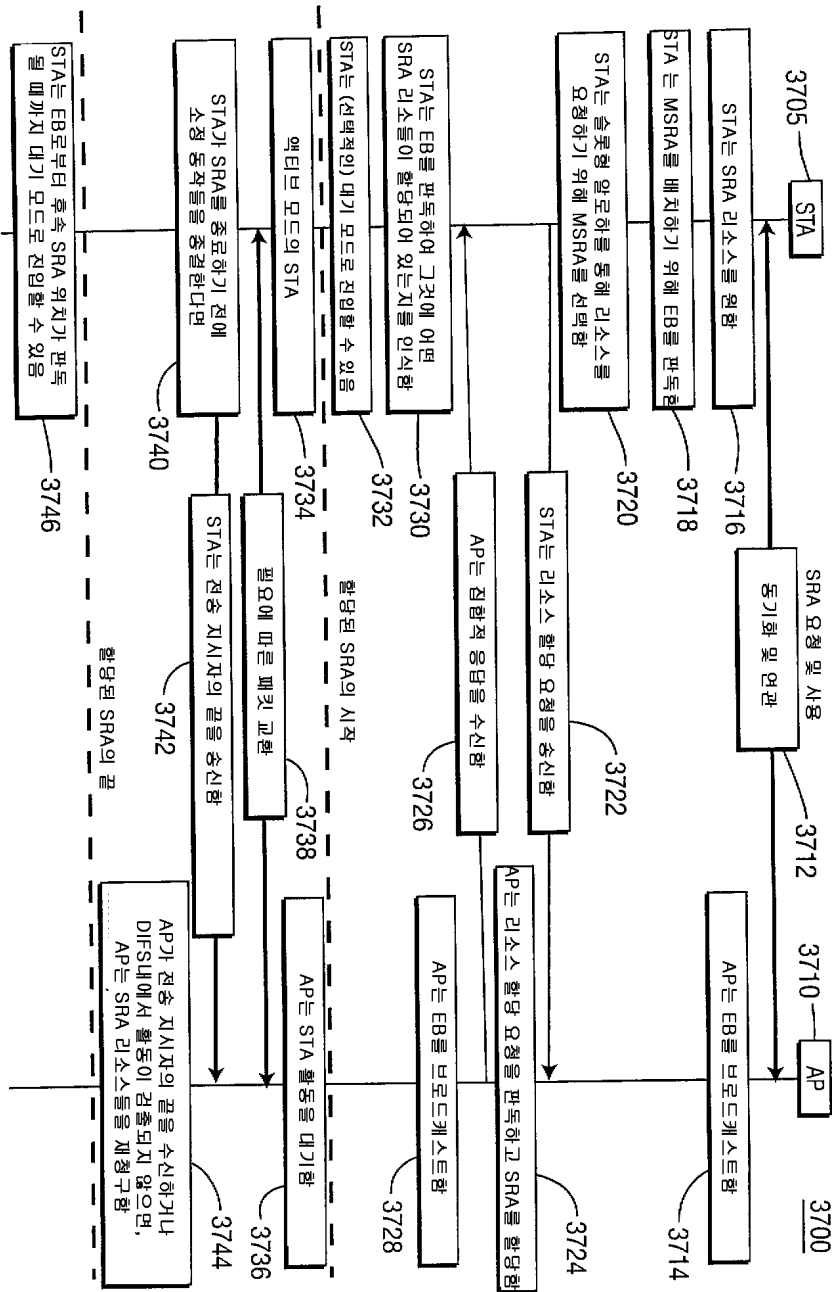 3700
SRA 요청 및 사용
3705
STA
3710
AP
동기화 및 연관
3712
AP는 EB를 브로드캐스트함
3714
STA는 SRA 리소스를 원함
3716
STA 는 MSRA를 배치하기 위해 EB를 판독함
3718
STA는 슬롯형 알로하를 통해 리소스를
요청하기 위해 MSRA를 선택함
3720
STA는 리소스 할당 요청을 송신함
3722
AP는 리소스 할당 요청을 판독하고 SRA를 할당함
3724
AP는 집합적 응답을 수신함
3726
AP는 EB를 브로드캐스트함
3728
STA는 EB를 판독하여 그것에 어떤
SRA 리소스들이 할당되어 있는지를 인식함
3730
STA는 (선택적인) 대기 모드로 진입할 수 있음
3732
할당된 SRA의 시작
액티브 모드의 STA
3734
AP는 STA 활동을 대기함
3736
필요에 따른 패킷 교환
3738
STA가 SRA를 종료하기 전에
소정 동작들을 종결한다면
3740
STA는 전송 지시자의 끝을 송신함
3742
AP가 전송 지시자의 끝을 수신하거나
DIFS내에서 활동이 검출되지 않으면,
AP는 SRA 리소스들을 재청구함
3744
할당된 SRA의 끝
STA는 EB로부터 후속 SRA 위치가 판독
될 때까지 대기 모드로 진입할 수 있음
3746